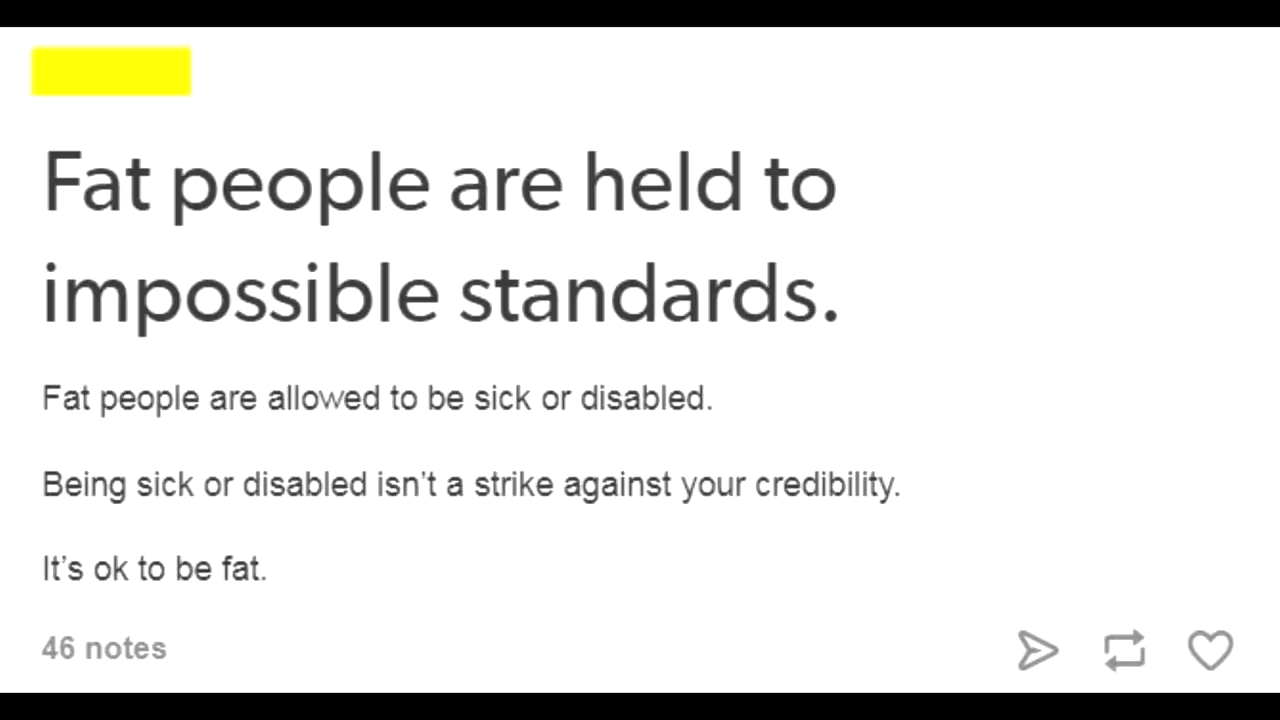 Fat people are held to
impossible standards.
Fat people are allowed to be sick or disabled.
Being sick or disabled isn't a strike against your credibility.
It's ok to be fat.
46 notes